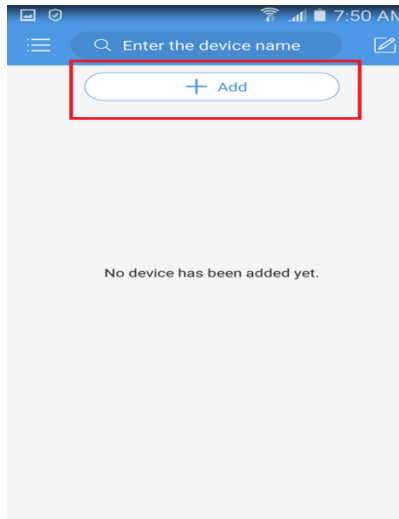 7:50 AM
Enter the device name
Add
No device has been added yet.